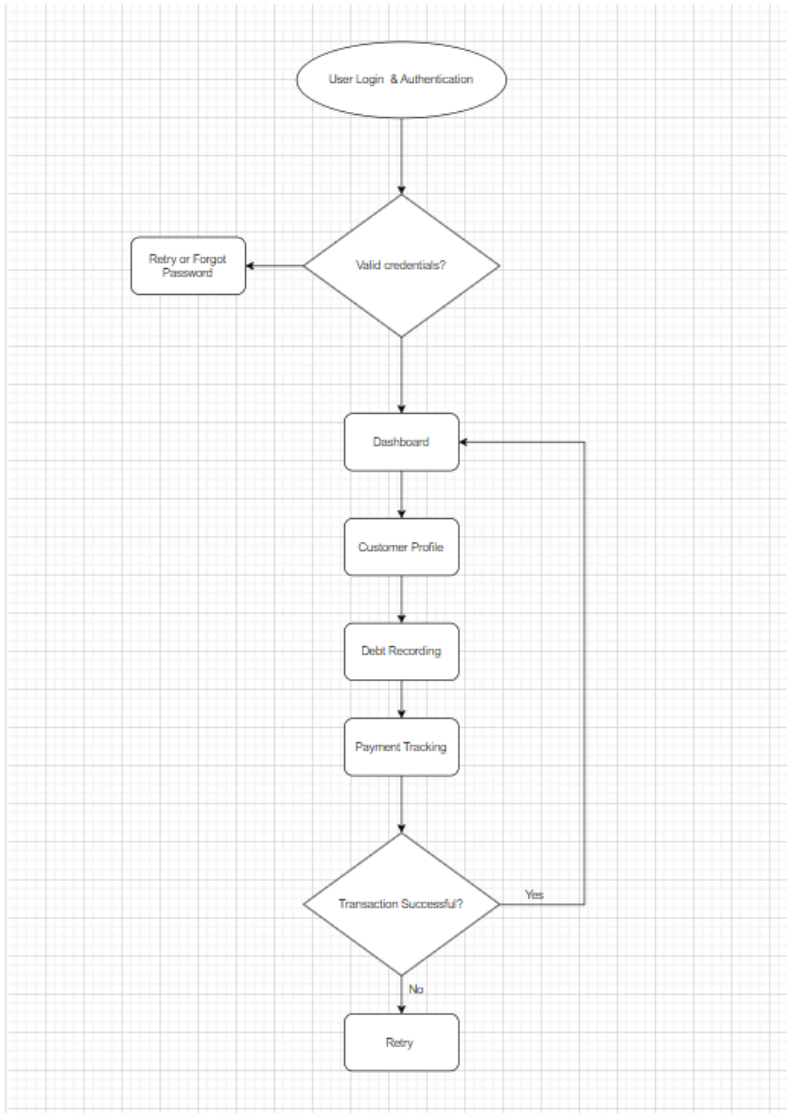 User Login & Authentication
Valid credentials?
Retry or Forgot
Password
Dashboard
Customer Profile
Debt Recording
Payment Tracking
Transaction Successful?
Yes
No
Retry